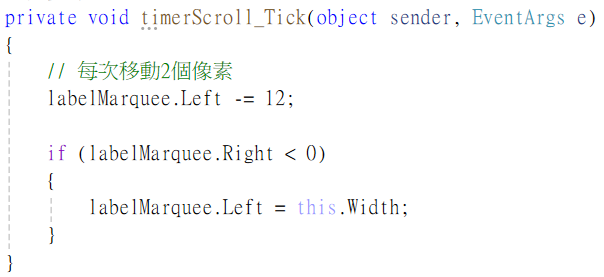 private void timerScroll_Tick(object sender, EventArgs e)
{
// 每次移動2個像素
labelMarquee.Left -= 12;
if (labelMarquee.Right < 0)
{
labelMarquee.Left = this.Width;
}
}